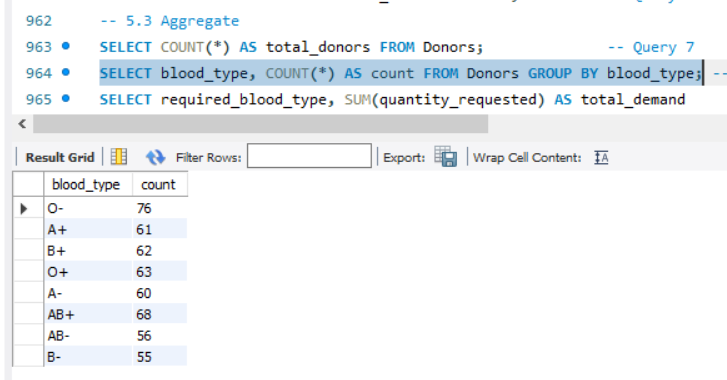 962 -- 5.3 Aggregate
963 SELECT COUNT(*) AS total_donors FROM Donors; -- Query 7
964 SELECT blood_type, COUNT(*) AS count FROM Donors GROUP BY blood_type; --
965 SELECT required_blood_type, SUM(quantity_requested) AS total_demand
Result Grid Filter Rows: Export: Wrap Cell Content: IA
blood_type count
O- 76
A+ 61
B+ 62
O+ 63
A- 60
AB+ 68
AB- 56
B- 55